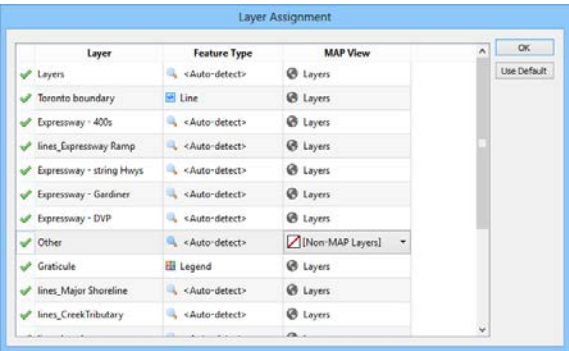 Layer Assignment
Layer Feature Type MAP View
Layers <Auto-detect> Layers
Toronto boundary Line Layers
Expressway - 400s <Auto-detect> Layers
lines_Expressway Ramp <Auto-detect> Layers
Expressway - string Hwys <Auto-detect> Layers
Expressway - Gardiner <Auto-detect> Layers
Expressway - DVP <Auto-detect> Layers
Other <Auto-detect> [Non-MAP Layers]
Graticule Legend Layers
lines_Major Shoreline <Auto-detect> Layers
lines_CreekTributary <Auto-detect> Layers
OK
Use Default